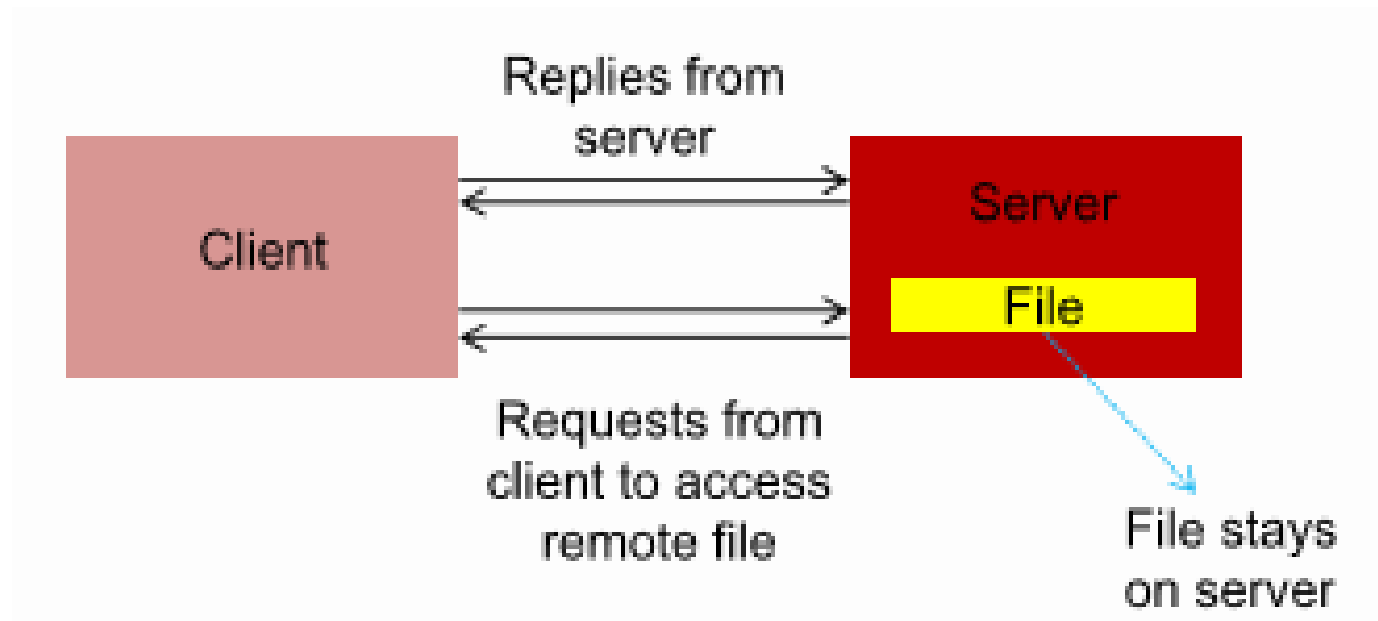 Replies from
server
Client
Server
File
Requests from
client to access
remote file
File stays
on server